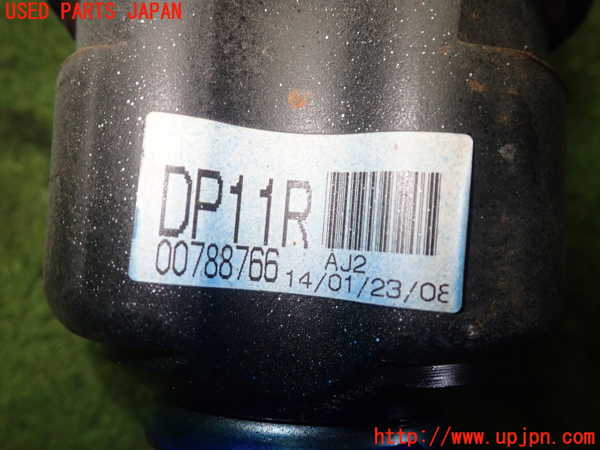 USED PARTS JAPAN
DP11R
00788766
AJ2
14/01/23/08
http://www.upjpn.com/